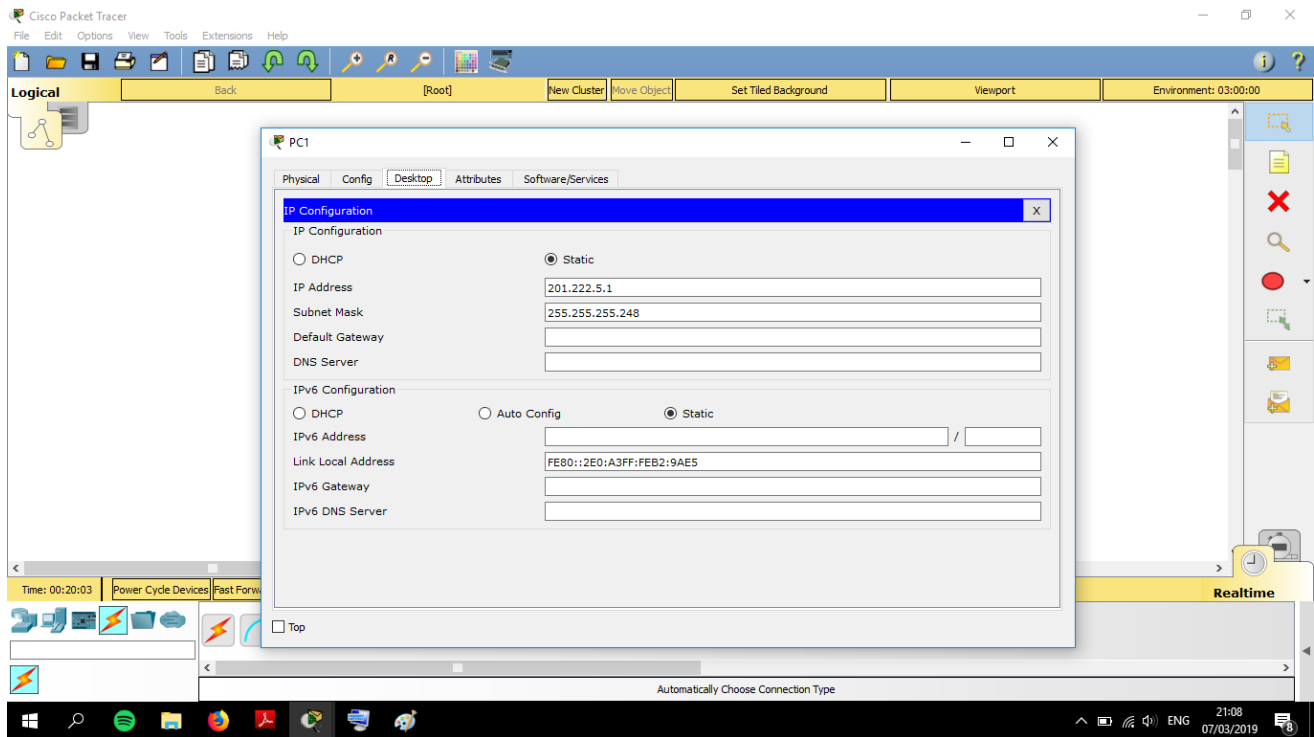 Cisco Packet Tracer
File Edit Options View Tools Extensions Help
Logical Back [Root] New Cluster Move Object Set Tiled Background Viewport Environment: 03:00:00
PC1
Physical Config Desktop Attributes Software/Services
IP Configuration X
IP Configuration
DHCP Static
IP Address 201.222.5.1
Subnet Mask 255.255.255.248
Default Gateway
DNS Server
IPv6 Configuration
DHCP Auto Config Static
IPv6 Address /
Link Local Address FE80::2E0:A3FF:FEB2:9AE5
IPv6 Gateway
IPv6 DNS Server
Time: 00:20:03 Power Cycle Devices Fast Forw Realtime
Top
Automatically Choose Connection Type
ENG 21:08
07/03/2019 8